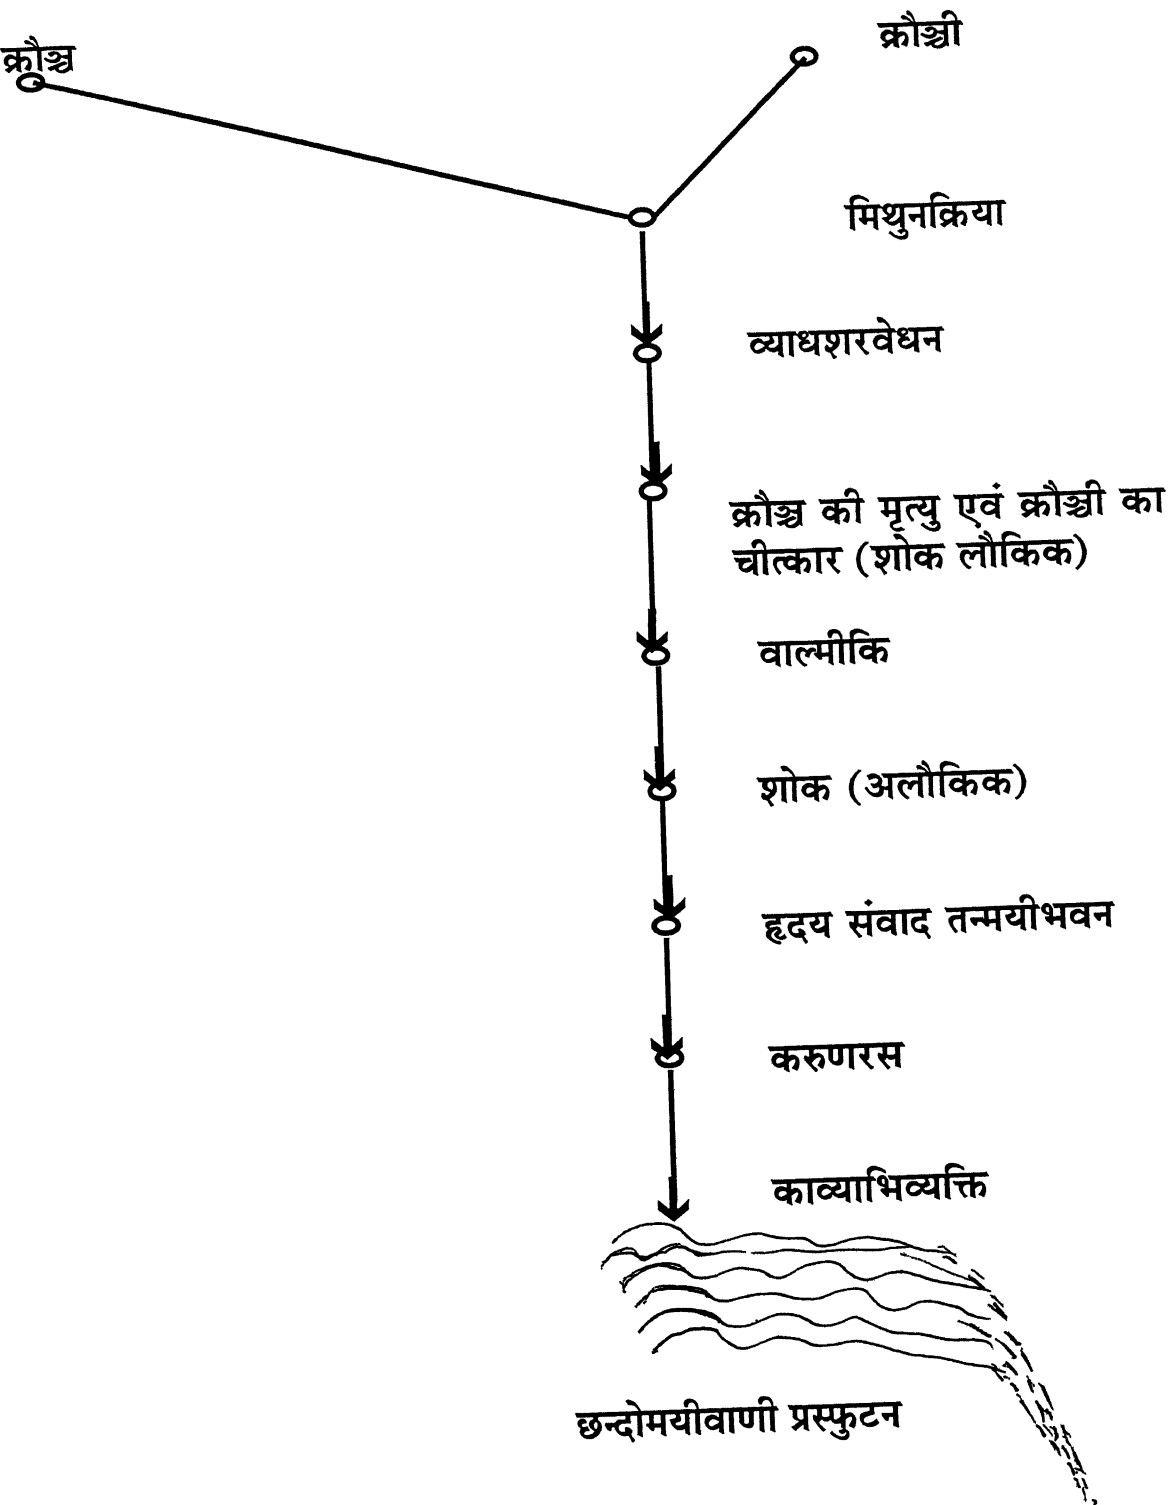 क्रौञ्च
क्रौञ्ची
मिथुनक्रिया
व्याधशरवेधन
क्रौञ्च की मृत्यु एवं क्रौञ्ची का
चीत्कार (शोक लौकिक)
वाल्मीकि
शोक (अलौकिक)
हृदय संवाद तन्मयीभवन
करुणरस
काव्याभिव्यक्ति
छन्दोमयीवाणी प्रस्फुटन